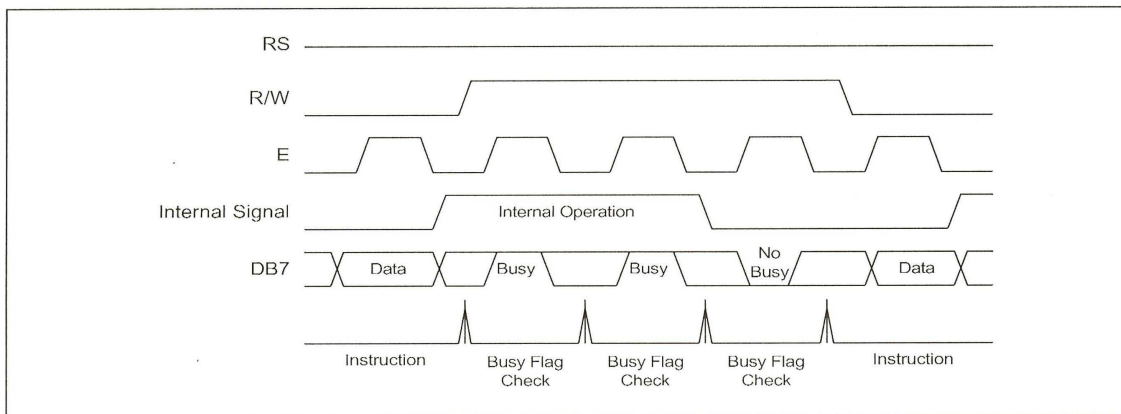 RS
R/W
E
Internal Signal
Internal Operation
DB7
Data
Busy
Busy
No
Busy
Data
Instruction
Busy Flag
Check
Busy Flag
Check
Busy Flag
Check
Instruction